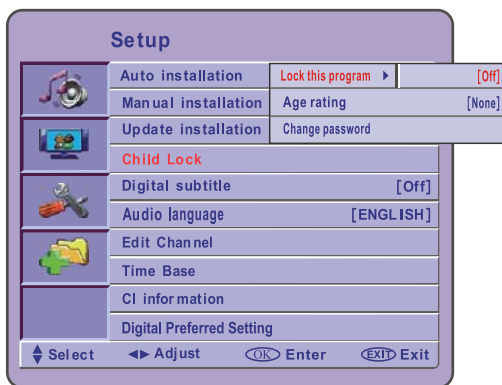 Setup
Auto installation
Lock this program
[Off]
Manual installation
Age rating
[None]
Update installation
Change password
Child Lock
Digital subtitle
[Off]
Audio language
[ENGLISH]
Edit Channel
Time Base
CI information
Digital Preferred Setting
Select
Adjust
OK
Enter
EXIT
Exit